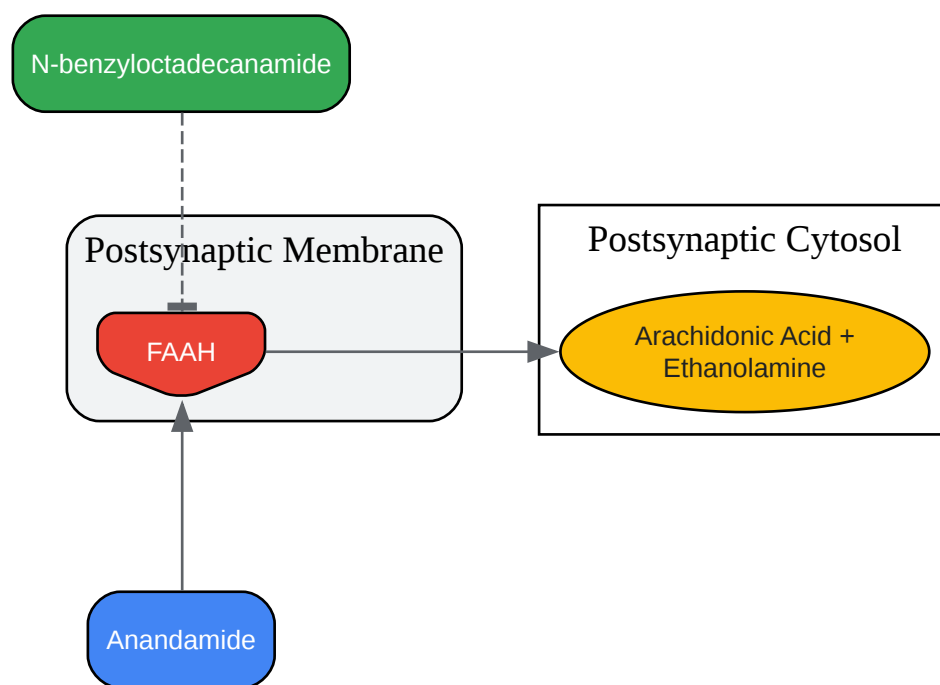 N-benzyloctadecanamide
Postsynaptic Membrane
Postsynaptic Cytosol
FAAH
Arachidonic Acid +
Ethanolamine
Anandamide